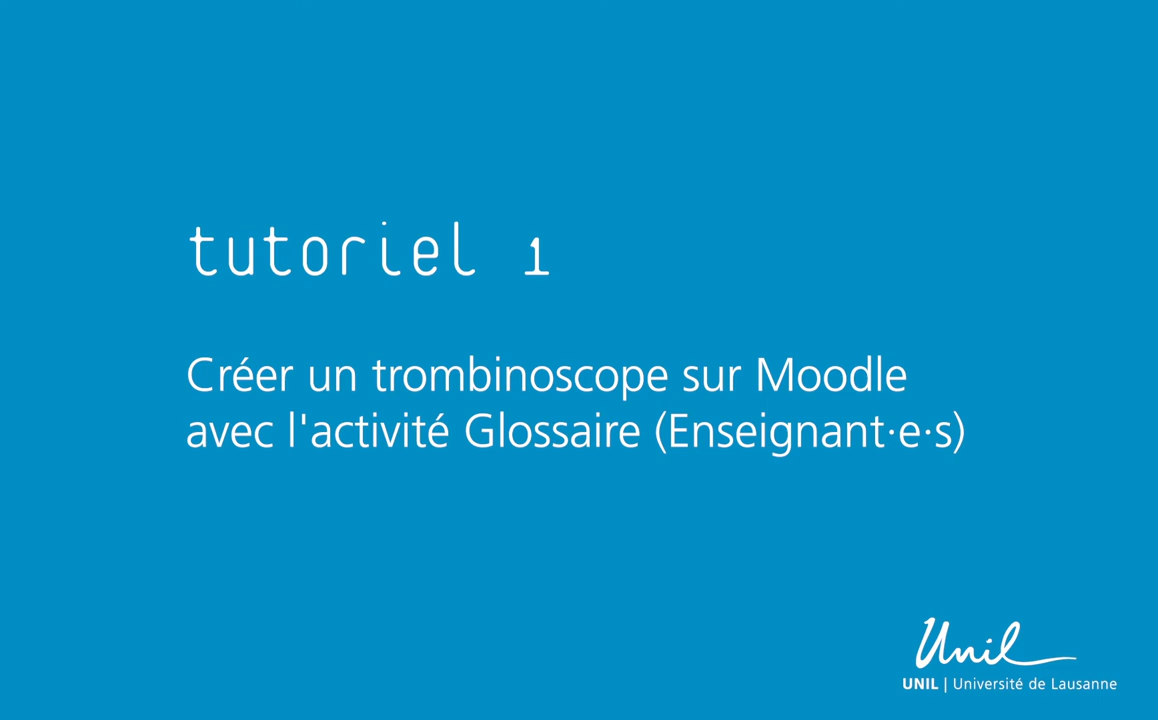 tutoriel 1
Créer un trombinoscope sur Moodle
avec l'activité Glossaire (Enseignant·e·s)
Unil
UNIL | Université de Lausanne